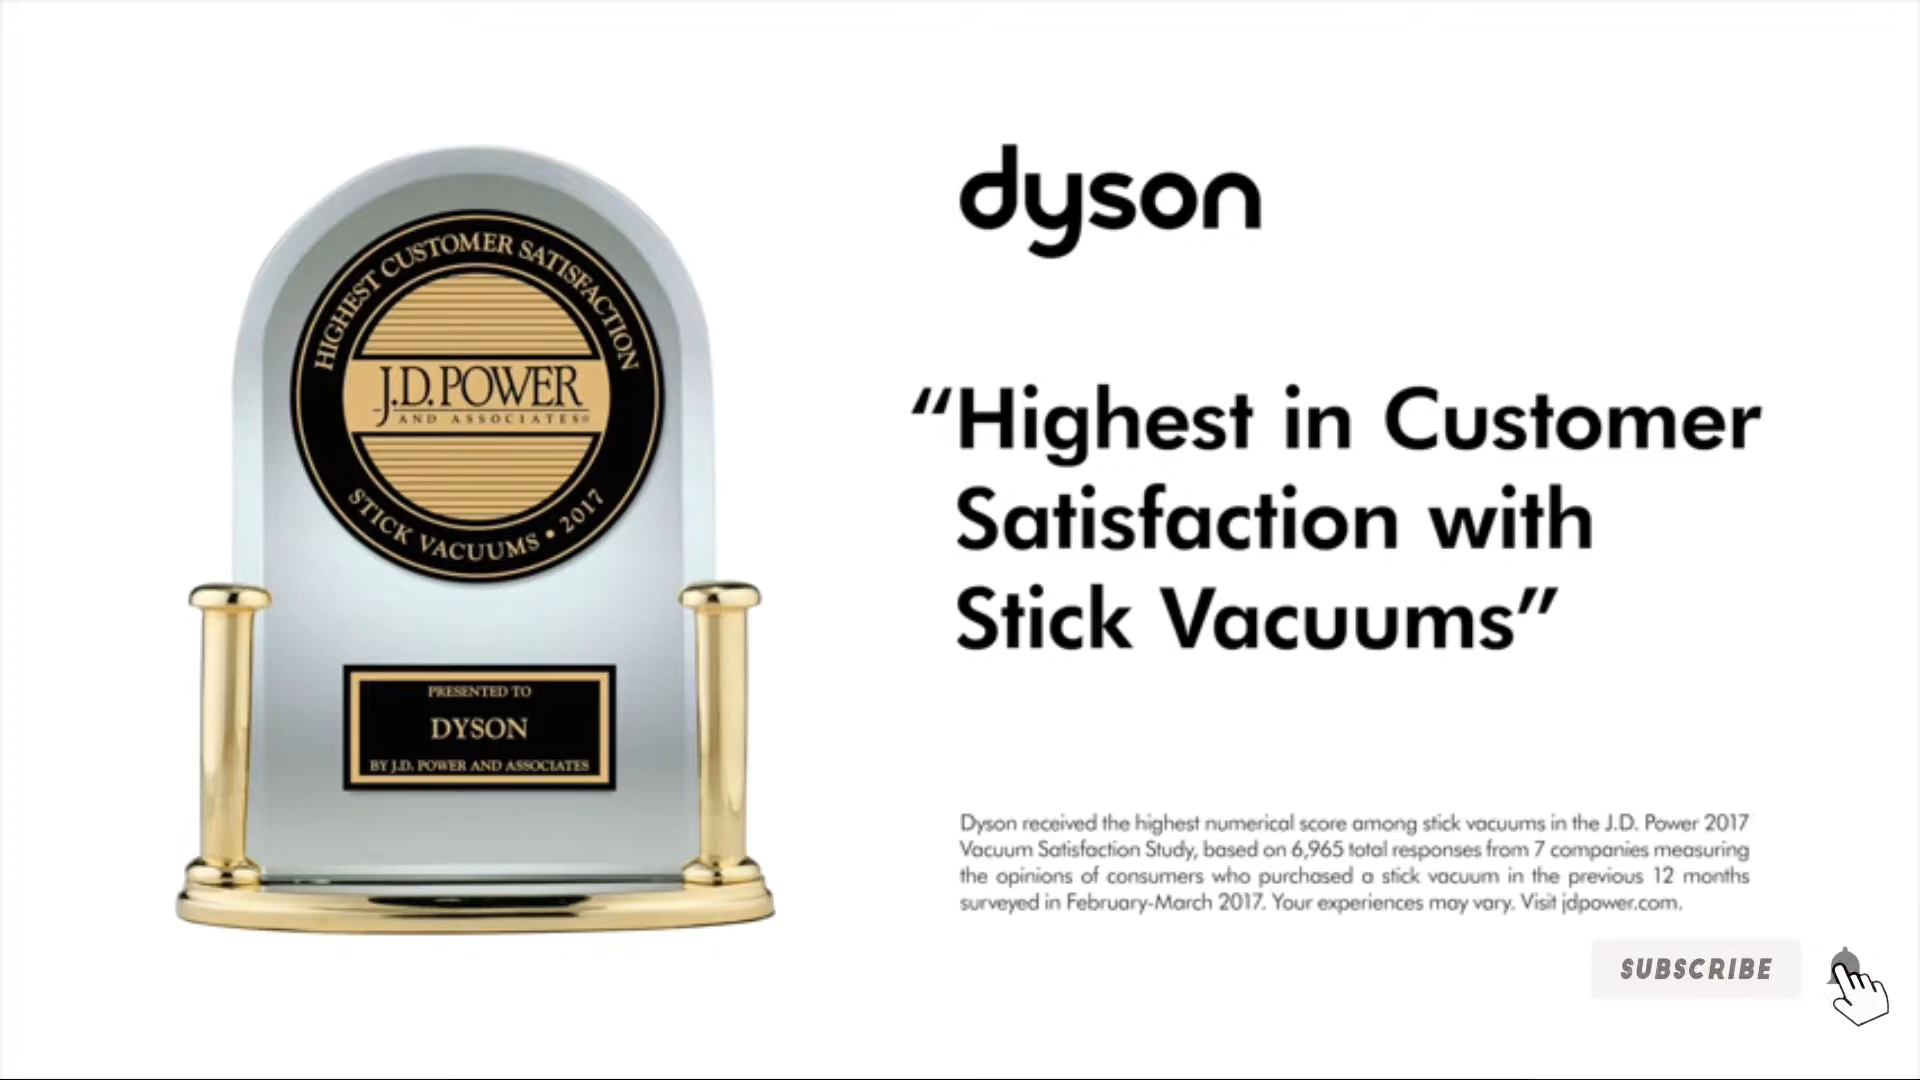 HIGHEST CUSTOMER SATISFACTION
J.D. POWER
AND ASSOCIATES®
STICK VACUUMS • 2017
PRESENTED TO
DYSON
BY J.D. POWER AND ASSOCIATES
dyson
“Highest in Customer
Satisfaction with
Stick Vacuums”
Dyson received the highest numerical score among stick vacuums in the J.D. Power 2017
Vacuum Satisfaction Study, based on 6,965 total responses from 7 companies measuring
the opinions of consumers who purchased a stick vacuum in the previous 12 months
surveyed in February-March 2017. Your experiences may vary. Visit jdpower.com.
SUBSCRIBE